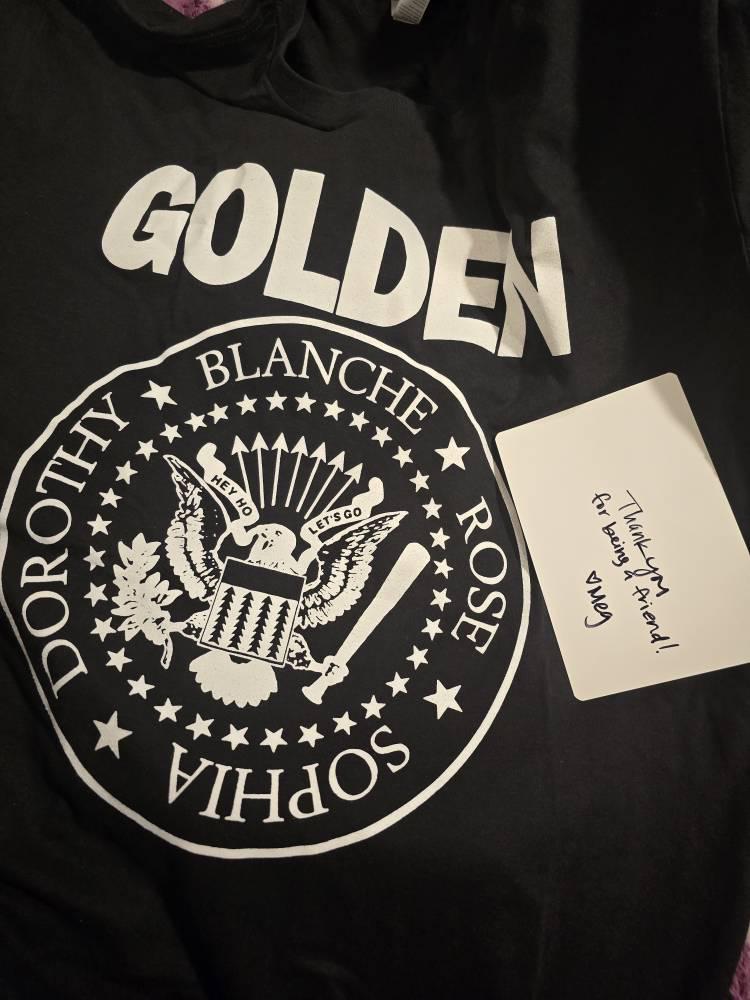 GOLDEN
BLANCHE
DOROTHY
ROSE
SOPHIA
HEY HO
LET'S GO
Thank you
for being a friend!
♡Meg